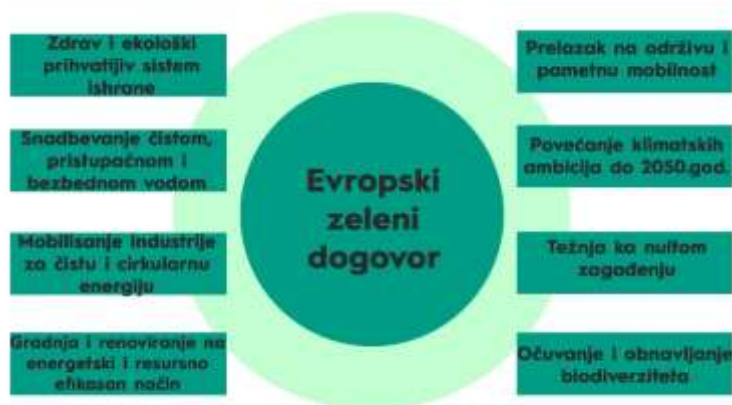 Zdrav i ekološki
prihvatijiv sistem
ishrane
Snadbevanje čistom,
pristupačnom i
bezbednom vodom
Mobilisanje industrije
za čistu i cirkularnu
energiju
Gradnja i renoviranje na
energetski i resursno
efikasan način
Evropski
zeleni
dogovor
Prelazak na održivu i
pametnu mobilnost
Povećanje klimatskih
ambicija do 2050.god.
Težnja ka nultom
zagađenju
Očuvanje i obnavljanje
biodiverziteta